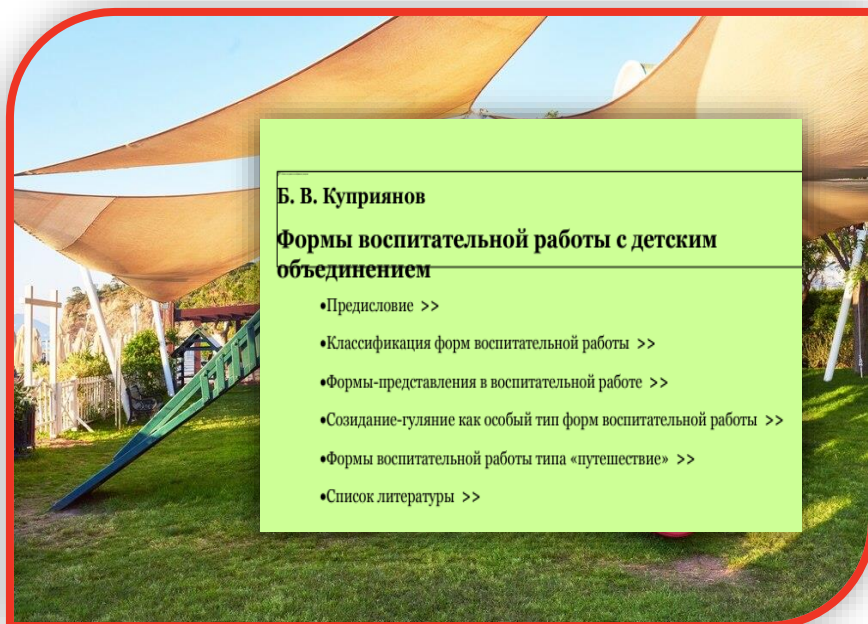 Б. В. Куприянов
Формы воспитательной работы с детским
объединением
•Предисловие >>
•Классификация форм воспитательной работы >>
•Формы-представления в воспитательной работе >>
•Созидание-гуляние как особый тип форм воспитательной работы >>
•Формы воспитательной работы типа «путешествие» >>
•Список литературы >>